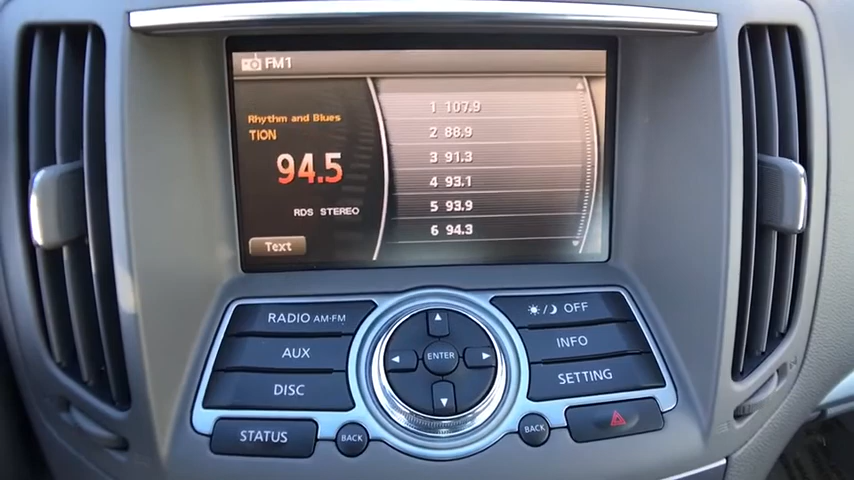 FM1
Rhythm and Blues
TION
94.5
RDS STEREO
Text
1 107.9
2 88.9
3 91.3
4 93.1
5 93.9
6 94.3
RADIO AM·FM
AUX
DISC
STATUS
BACK
ENTER
OFF
INFO
SETTING
BACK